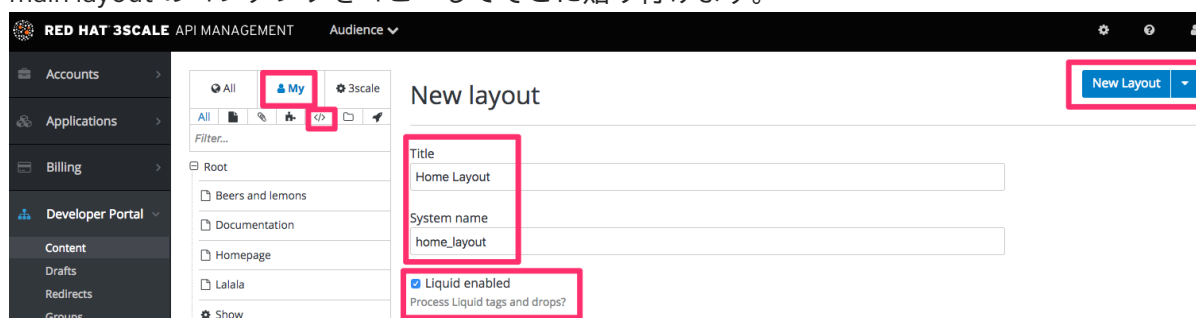 RED HAT 3SCALE API MANAGEMENT Audience
Accounts
Applications
Billing
Developer Portal
Content
Drafts
Redirects
All My 3scale
All
Filter...
Root
Beers and lemons
Documentation
Homepage
Lalala
Show
New layout
New Layout
Title
Home Layout
System name
home_layout
Liquid enabled
Process Liquid tags and drops?